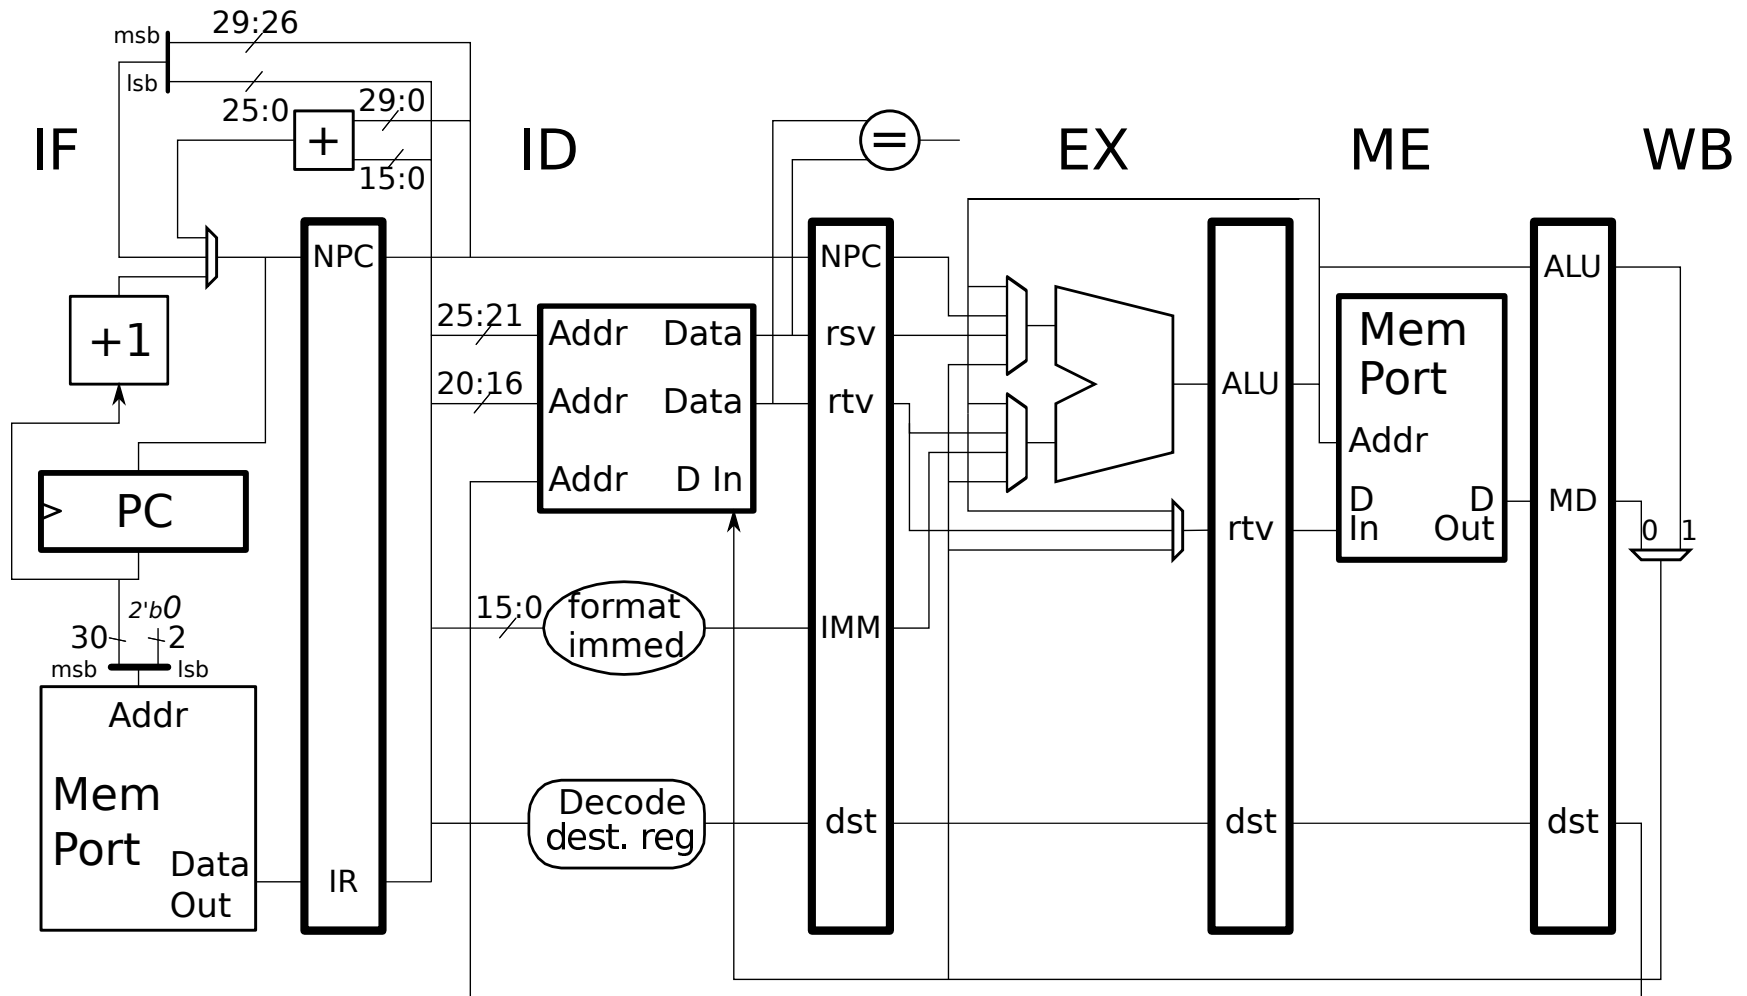 29:26
msb
lsb
25:0
29:0
+
15:0
=
IF
ID
EX
ME
WB
NPC
NPC
ALU
+1
25:21
Addr
Data
rsv
Mem
Port
20:16
Addr
Data
rtv
ALU
Addr
PC
Addr
D In
rtv
D
In
D
Out
MD
0
1
2'b0
30
2
msb
lsb
15:0
format
immed
IMM
Addr
Mem
Port
Data
Out
IR
Decode
dest. reg
dst
dst
dst